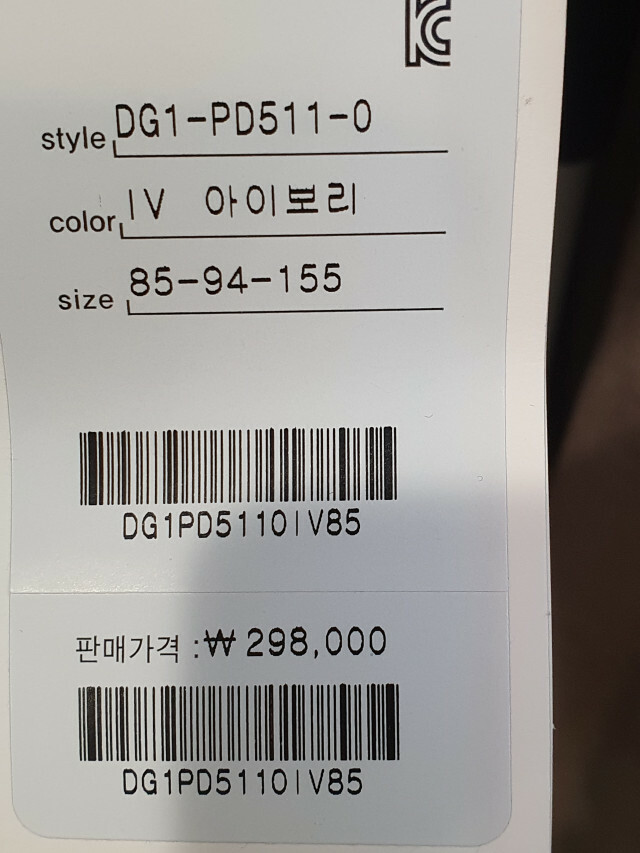 KC
style DG1-PD511-0
color IV 아이보리
size 85-94-155
DG1PD5110IV85
판매가격 :₩ 298,000
DG1PD5110IV85